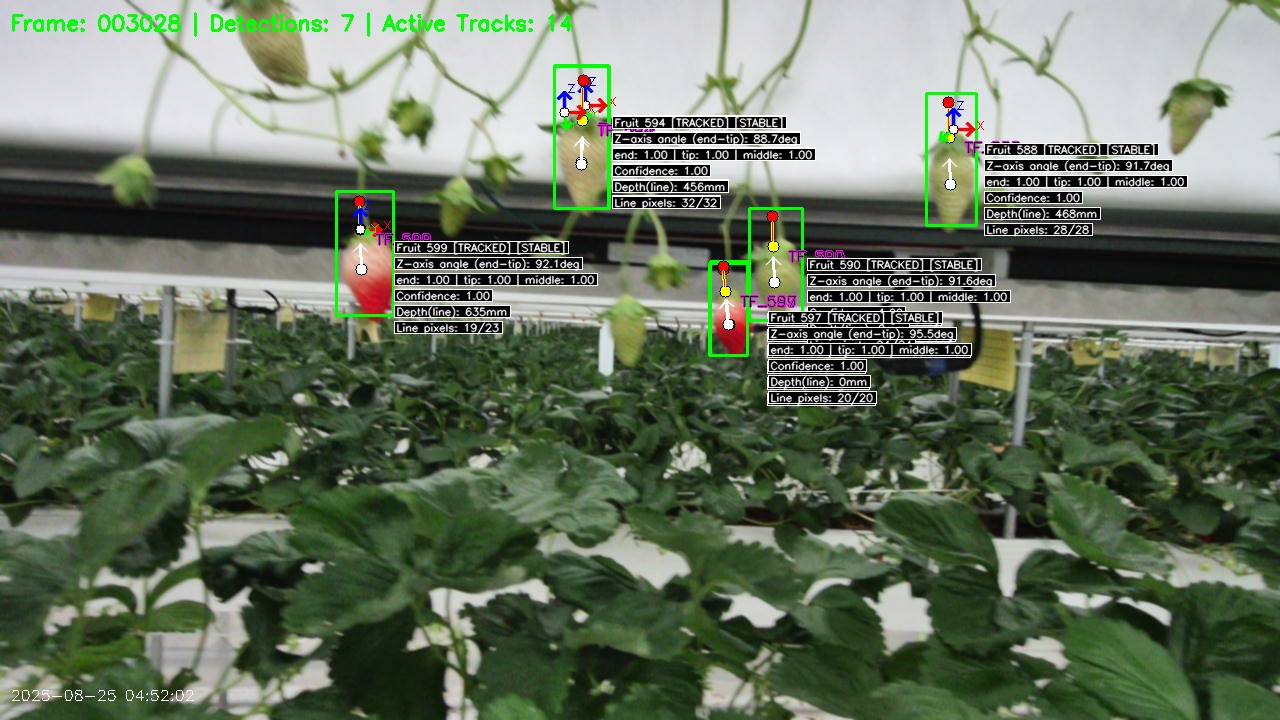 Frame: 003028 | Detections: 7 | Active Tracks: 14
Fruit 594 [TRACKED] [STABLE]
Z-axis angle (end-tip): 88.7deg
end: 1.00 | tip: 1.00 | middle: 1.00
Confidence: 1.00
Depth(line): 456mm
Line pixels: 32/32
Fruit 588 [TRACKED] [STABLE]
Z-axis angle (end-tip): 91.7deg
end: 1.00 | tip: 1.00 | middle: 1.00
Confidence: 1.00
Depth(line): 468mm
Line pixels: 28/28
Fruit 599 [TRACKED] [STABLE]
Z-axis angle (end-tip): 92.1deg
end: 1.00 | tip: 1.00 | middle: 1.00
Confidence: 1.00
Depth(line): 635mm
Line pixels: 19/23
Fruit 590 [TRACKED] [STABLE]
Z-axis angle (end-tip): 91.6deg
end: 1.00 | tip: 1.00 | middle: 1.00
Fruit 597 [TRACKED] [STABLE]
Z-axis angle (end-tip): 95.5deg
end: 1.00 | tip: 1.00 | middle: 1.00
Confidence: 1.00
Depth(line): 0mm
Line pixels: 20/20
2025-08-25 04:52:02